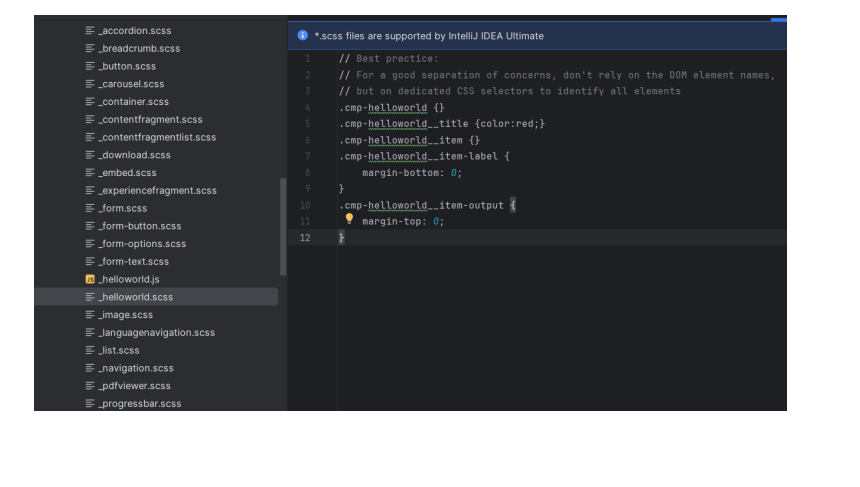 _accordion.scss
_breadcrumb.scss
_button.scss
_carousel.scss
_container.scss
_contentfragment.scss
_contentfragmentlist.scss
_download.scss
_embed.scss
_experiencefragment.scss
_form.scss
_form-button.scss
_form-options.scss
_form-text.scss
JS _helloworld.js
_helloworld.scss
_image.scss
_languagenavigation.scss
_list.scss
_navigation.scss
_pdfviewer.scss
_progressbar.scss
*.scss files are supported by IntelliJ IDEA Ultimate
1 // Best practice:
2 // For a good separation of concerns, don't rely on the DOM element names,
3 // but on dedicated CSS selectors to identify all elements
4 .cmp-helloworld {}
5 .cmp-helloworld__title {color:red;}
6 .cmp-helloworld__item {}
7 .cmp-helloworld__item-label {
8 margin-bottom: 0;
9 }
10 .cmp-helloworld__item-output {
11 margin-top: 0;
12 }